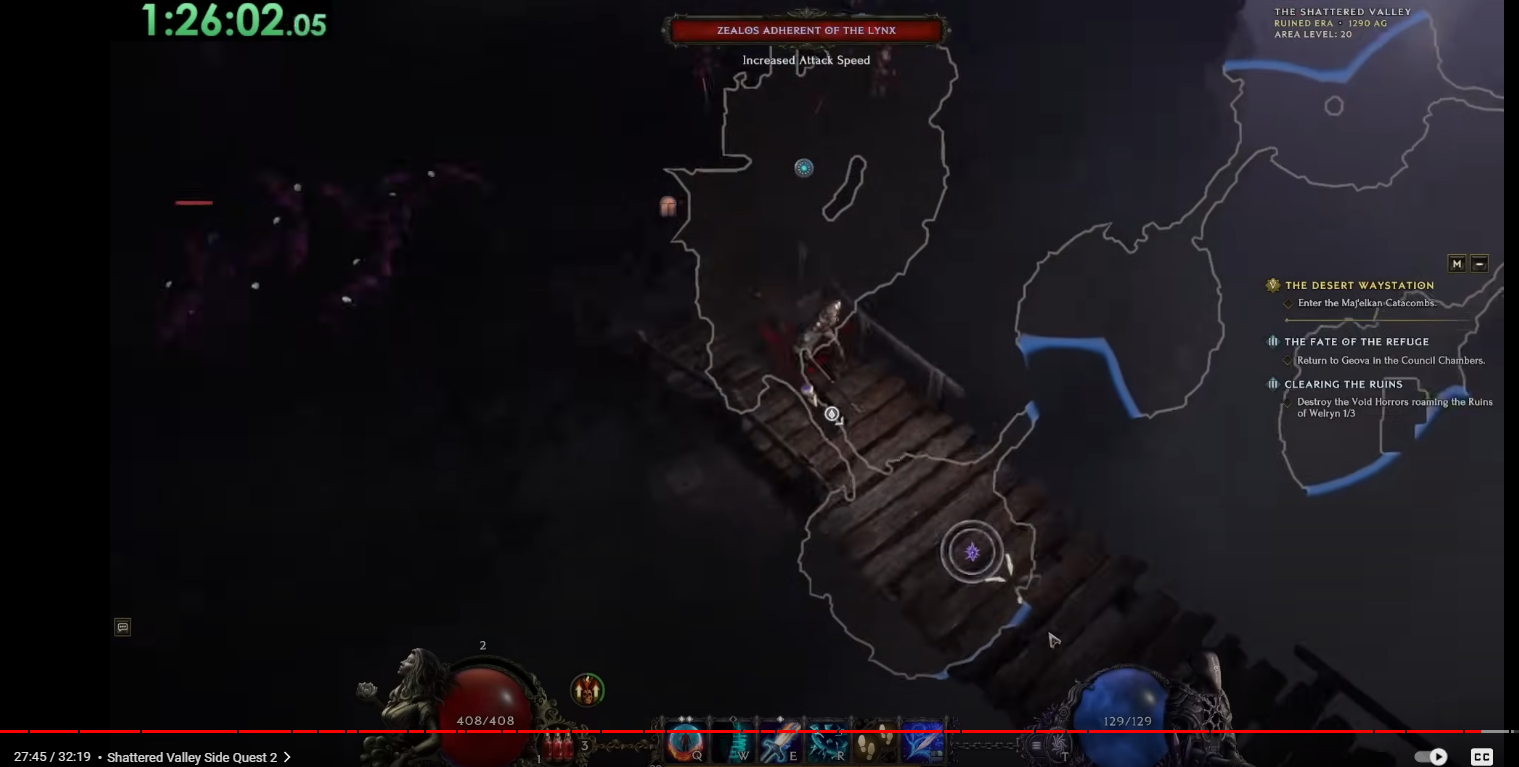 1:26:02.05
ZEALOS ADHERENT OF THE LYNX
Increased Attack Speed
THE SHATTERED VALLEY
RUINED ERA • 1290 AG
AREA LEVEL: 20
M
THE DESERT WAYSTATION
Enter the Maj'elkan Catacombs.
THE FATE OF THE REFUGE
Return to Geova in the Council Chambers.
CLEARING THE RUINS
Destroy the Void Horrors roaming the Ruins
of Welryn 1/3
2
408/408
129/129
1
3
Q
W
E
R
T
27:45 / 32:19 • Shattered Valley Side Quest 2
CC